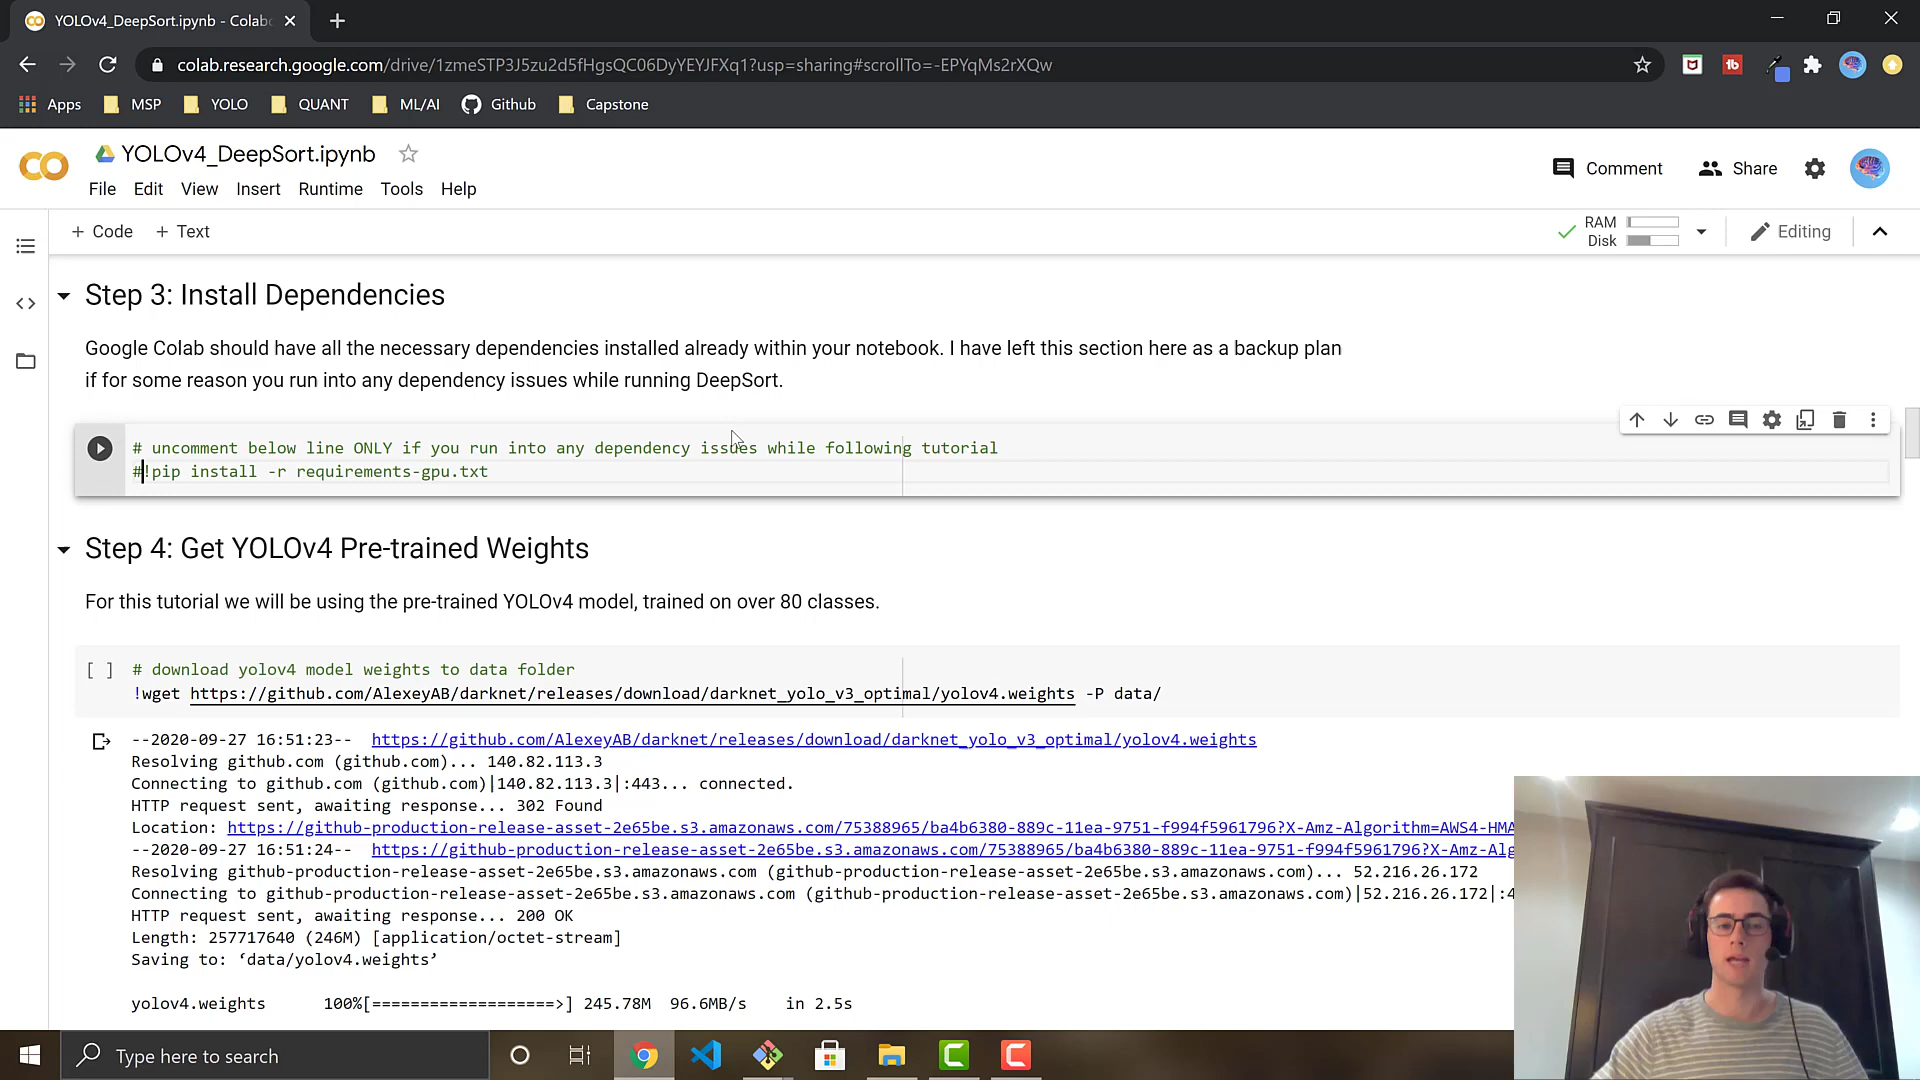 YOLOv4_DeepSort.ipynb - Colab
colab.research.google.com/drive/1zmeSTP3J5zu2d5fHgsQC06DyYEYJFXq1?usp=sharing#scrollTo=-EPYqMs2rXQw
Apps MSP YOLO QUANT ML/AI Github Capstone
YOLOv4_DeepSort.ipynb
Comment Share
File Edit View Insert Runtime Tools Help
+ Code + Text
RAM
Disk
Editing
Step 3: Install Dependencies
Google Colab should have all the necessary dependencies installed already within your notebook. I have left this section here as a backup plan
if for some reason you run into any dependency issues while running DeepSort.
# uncomment below line ONLY if you run into any dependency issues while following tutorial
#!pip install -r requirements-gpu.txt
Step 4: Get YOLOv4 Pre-trained Weights
For this tutorial we will be using the pre-trained YOLOv4 model, trained on over 80 classes.
[ ] # download yolov4 model weights to data folder
!wget https://github.com/AlexeyAB/darknet/releases/download/darknet_yolo_v3_optimal/yolov4.weights -P data/
--2020-09-27 16:51:23-- https://github.com/AlexeyAB/darknet/releases/download/darknet_yolo_v3_optimal/yolov4.weights
Resolving github.com (github.com)... 140.82.113.3
Connecting to github.com (github.com)|140.82.113.3|:443... connected.
HTTP request sent, awaiting response... 302 Found
Location: https://github-production-release-asset-2e65be.s3.amazonaws.com/75388965/ba4b6380-889c-11ea-9751-f994f5961796?X-Amz-Algorithm=AWS4-HMA
--2020-09-27 16:51:24-- https://github-production-release-asset-2e65be.s3.amazonaws.com/75388965/ba4b6380-889c-11ea-9751-f994f5961796?X-Amz-Alg
Resolving github-production-release-asset-2e65be.s3.amazonaws.com (github-production-release-asset-2e65be.s3.amazonaws.com)... 52.216.26.172
Connecting to github-production-release-asset-2e65be.s3.amazonaws.com (github-production-release-asset-2e65be.s3.amazonaws.com)|52.216.26.172|:4
HTTP request sent, awaiting response... 200 OK
Length: 257717640 (246M) [application/octet-stream]
Saving to: ‘data/yolov4.weights’
yolov4.weights 100%[===================>] 245.78M 96.6MB/s in 2.5s
Type here to search